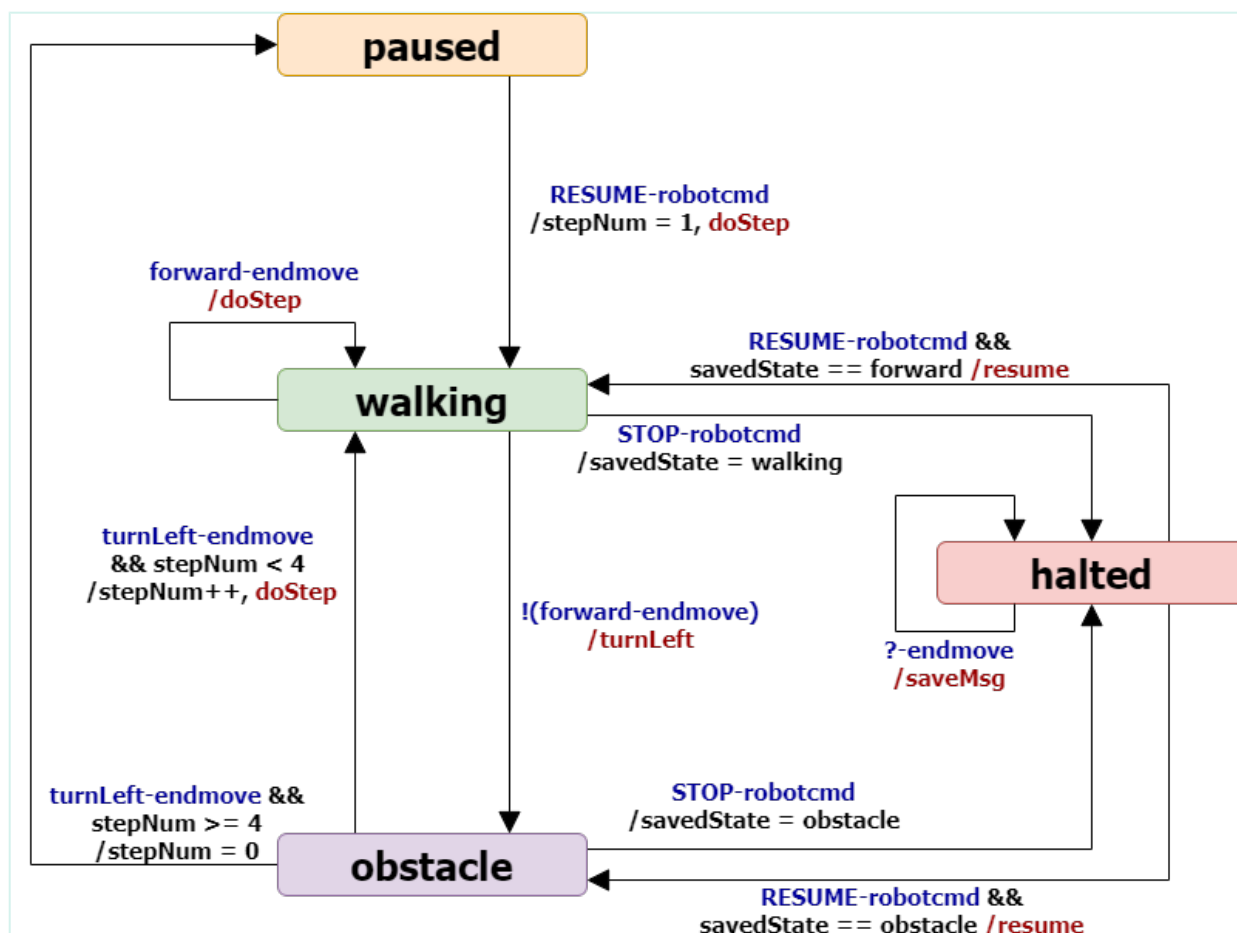 paused
RESUME-robotcmd
/stepNum = 1, doStep
forward-endmove
/doStep
RESUME-robotcmd &&
savedState == forward /resume
walking
STOP-robotcmd
/savedState = walking
turnLeft-endmove
&& stepNum < 4
/stepNum++, doStep
halted
!(forward-endmove)
/turnLeft
?-endmove
/saveMsg
turnLeft-endmove &&
stepNum >= 4
/stepNum = 0
STOP-robotcmd
/savedState = obstacle
obstacle
RESUME-robotcmd &&
savedState == obstacle /resume